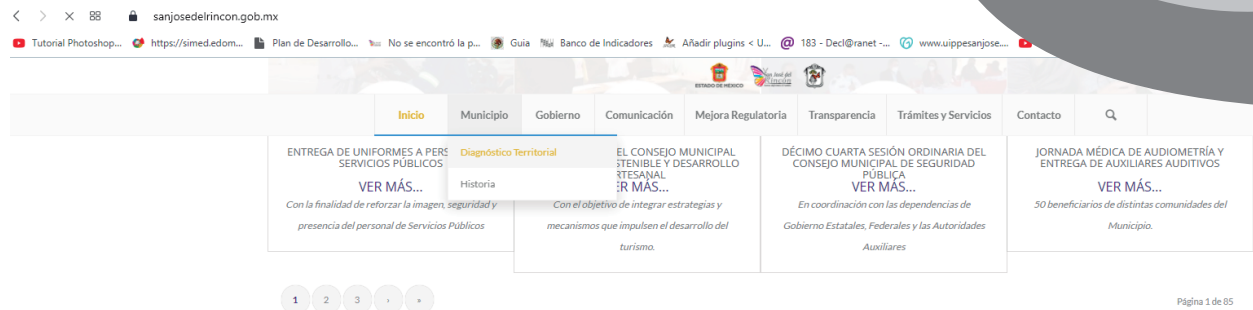 sanjosedelrincon.gob.mx
Tutorial Photoshop... https://simed.edom... Plan de Desarrollo... No se encontró la p... Guia Banco de Indicadores Añadir plugins < U... 183 - Decl@ranet -... www.uippesanjose....
ESTADO DE MÉXICO San José del Rincón
Inicio Municipio Gobierno Comunicación Mejora Regulatoria Transparencia Trámites y Servicios Contacto
Diagnóstico Territorial
Historia
ENTREGA DE UNIFORMES A PERS
SERVICIOS PÚBLICOS
VER MÁS...
Con la finalidad de reforzar la imagen, seguridad y
presencia del personal de Servicios Públicos
EL CONSEJO MUNICIPAL
STENIBLE Y DESARROLLO
RTESANAL
ER MÁS...
Con el objetivo de integrar estrategias y
mecanismos que impulsen el desarrollo del
turismo.
DÉCIMO CUARTA SESIÓN ORDINARIA DEL
CONSEJO MUNICIPAL DE SEGURIDAD
PÚBLICA
VER MÁS...
En coordinación con las dependencias de
Gobierno Estatales, Federales y las Autoridades
Auxiliares
JORNADA MÉDICA DE AUDIOMETRÍA Y
ENTREGA DE AUXILIARES AUDITIVOS
VER MÁS...
50 beneficiarios de distintas comunidades del
Municipio.
1 2 3 › »
Página 1 de 85